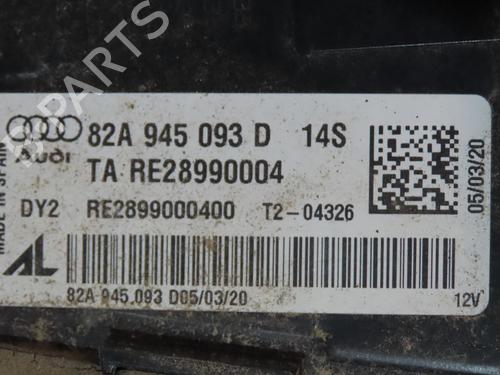 B-PARTS
Audi
82A 945 093 D 14S
TA RE28990004
DY2 RE2899000400 T2-04326
05/03/20
MADE IN SPAIN
AL
82A 945.093 D05/03/20
12V